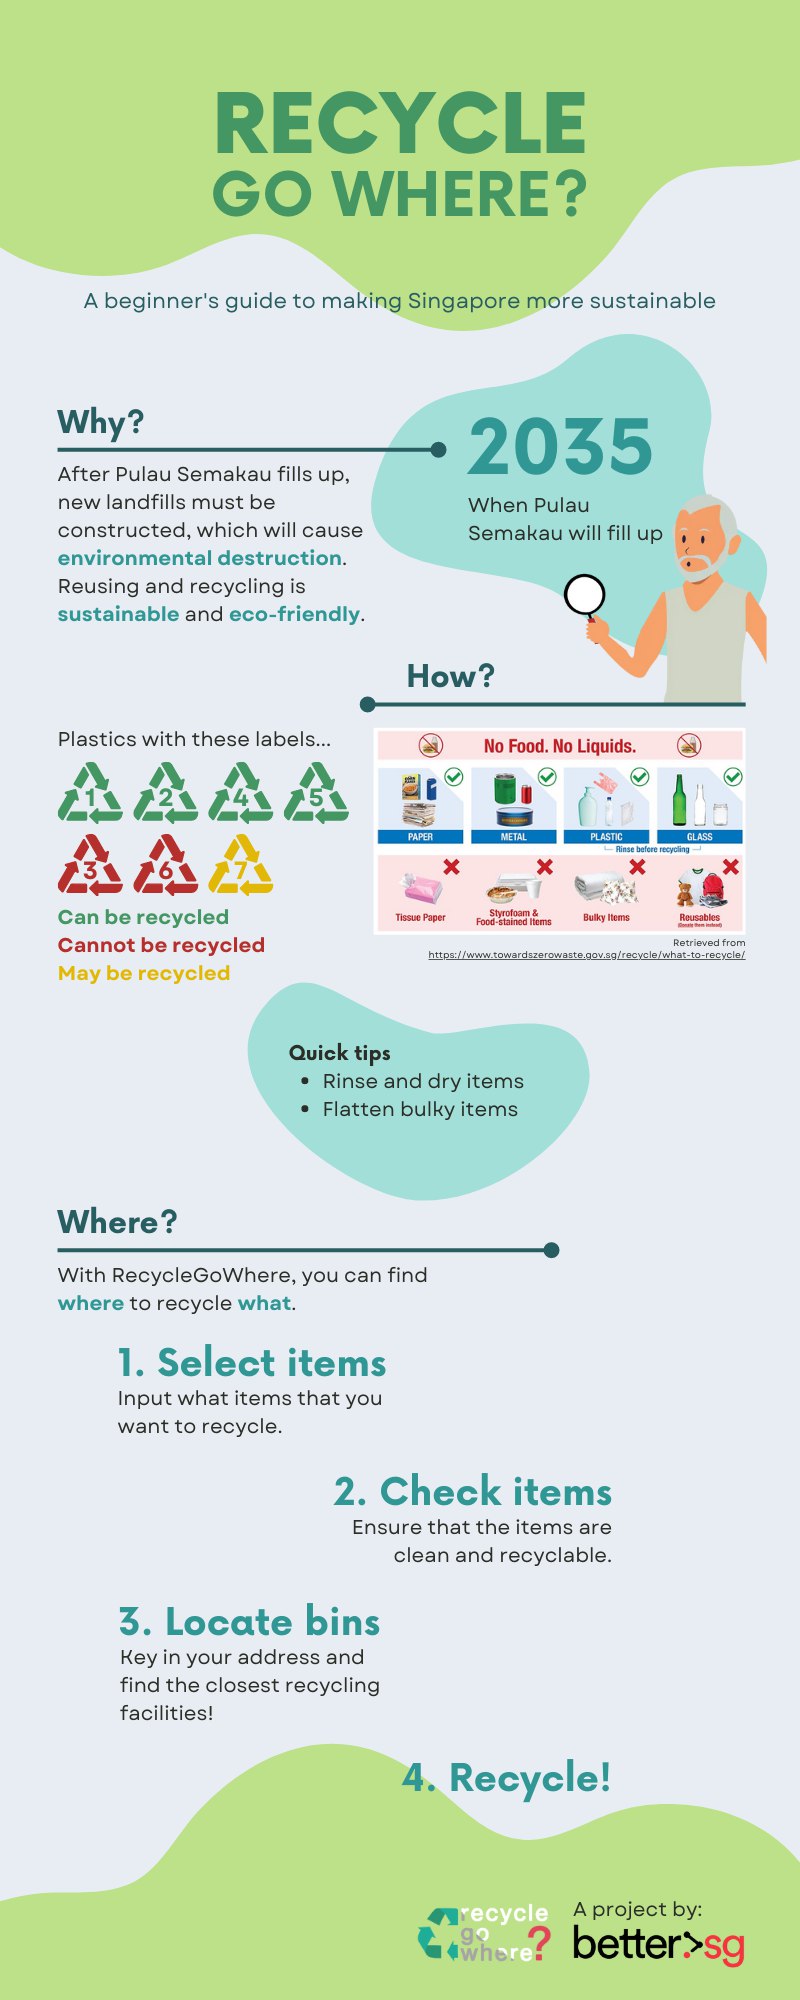 RECYCLE
GO WHERE?
A beginner's guide to making Singapore more sustainable
Why?
After Pulau Semakau fills up,
new landfills must be
constructed, which will cause
environmental destruction.
Reusing and recycling is
sustainable and eco-friendly.
2035
When Pulau
Semakau will fill up
How?
Plastics with these labels...
1 2 4 5
3 6 7
Can be recycled
Cannot be recycled
May be recycled
No Food. No Liquids.
PAPER METAL PLASTIC GLASS
Rinse before recycling
Tissue Paper
Styrofoam &
Food-stained Items
Bulky Items
Reusables
(Donate them instead)
Retrieved from
https://www.towardszerowaste.gov.sg/recycle/what-to-recycle/
Quick tips
• Rinse and dry items
• Flatten bulky items
Where?
With RecycleGoWhere, you can find
where to recycle what.
1. Select items
Input what items that you
want to recycle.
2. Check items
Ensure that the items are
clean and recyclable.
3. Locate bins
Key in your address and
find the closest recycling
facilities!
4. Recycle!
recycle
go
where?
A project by:
better.sg